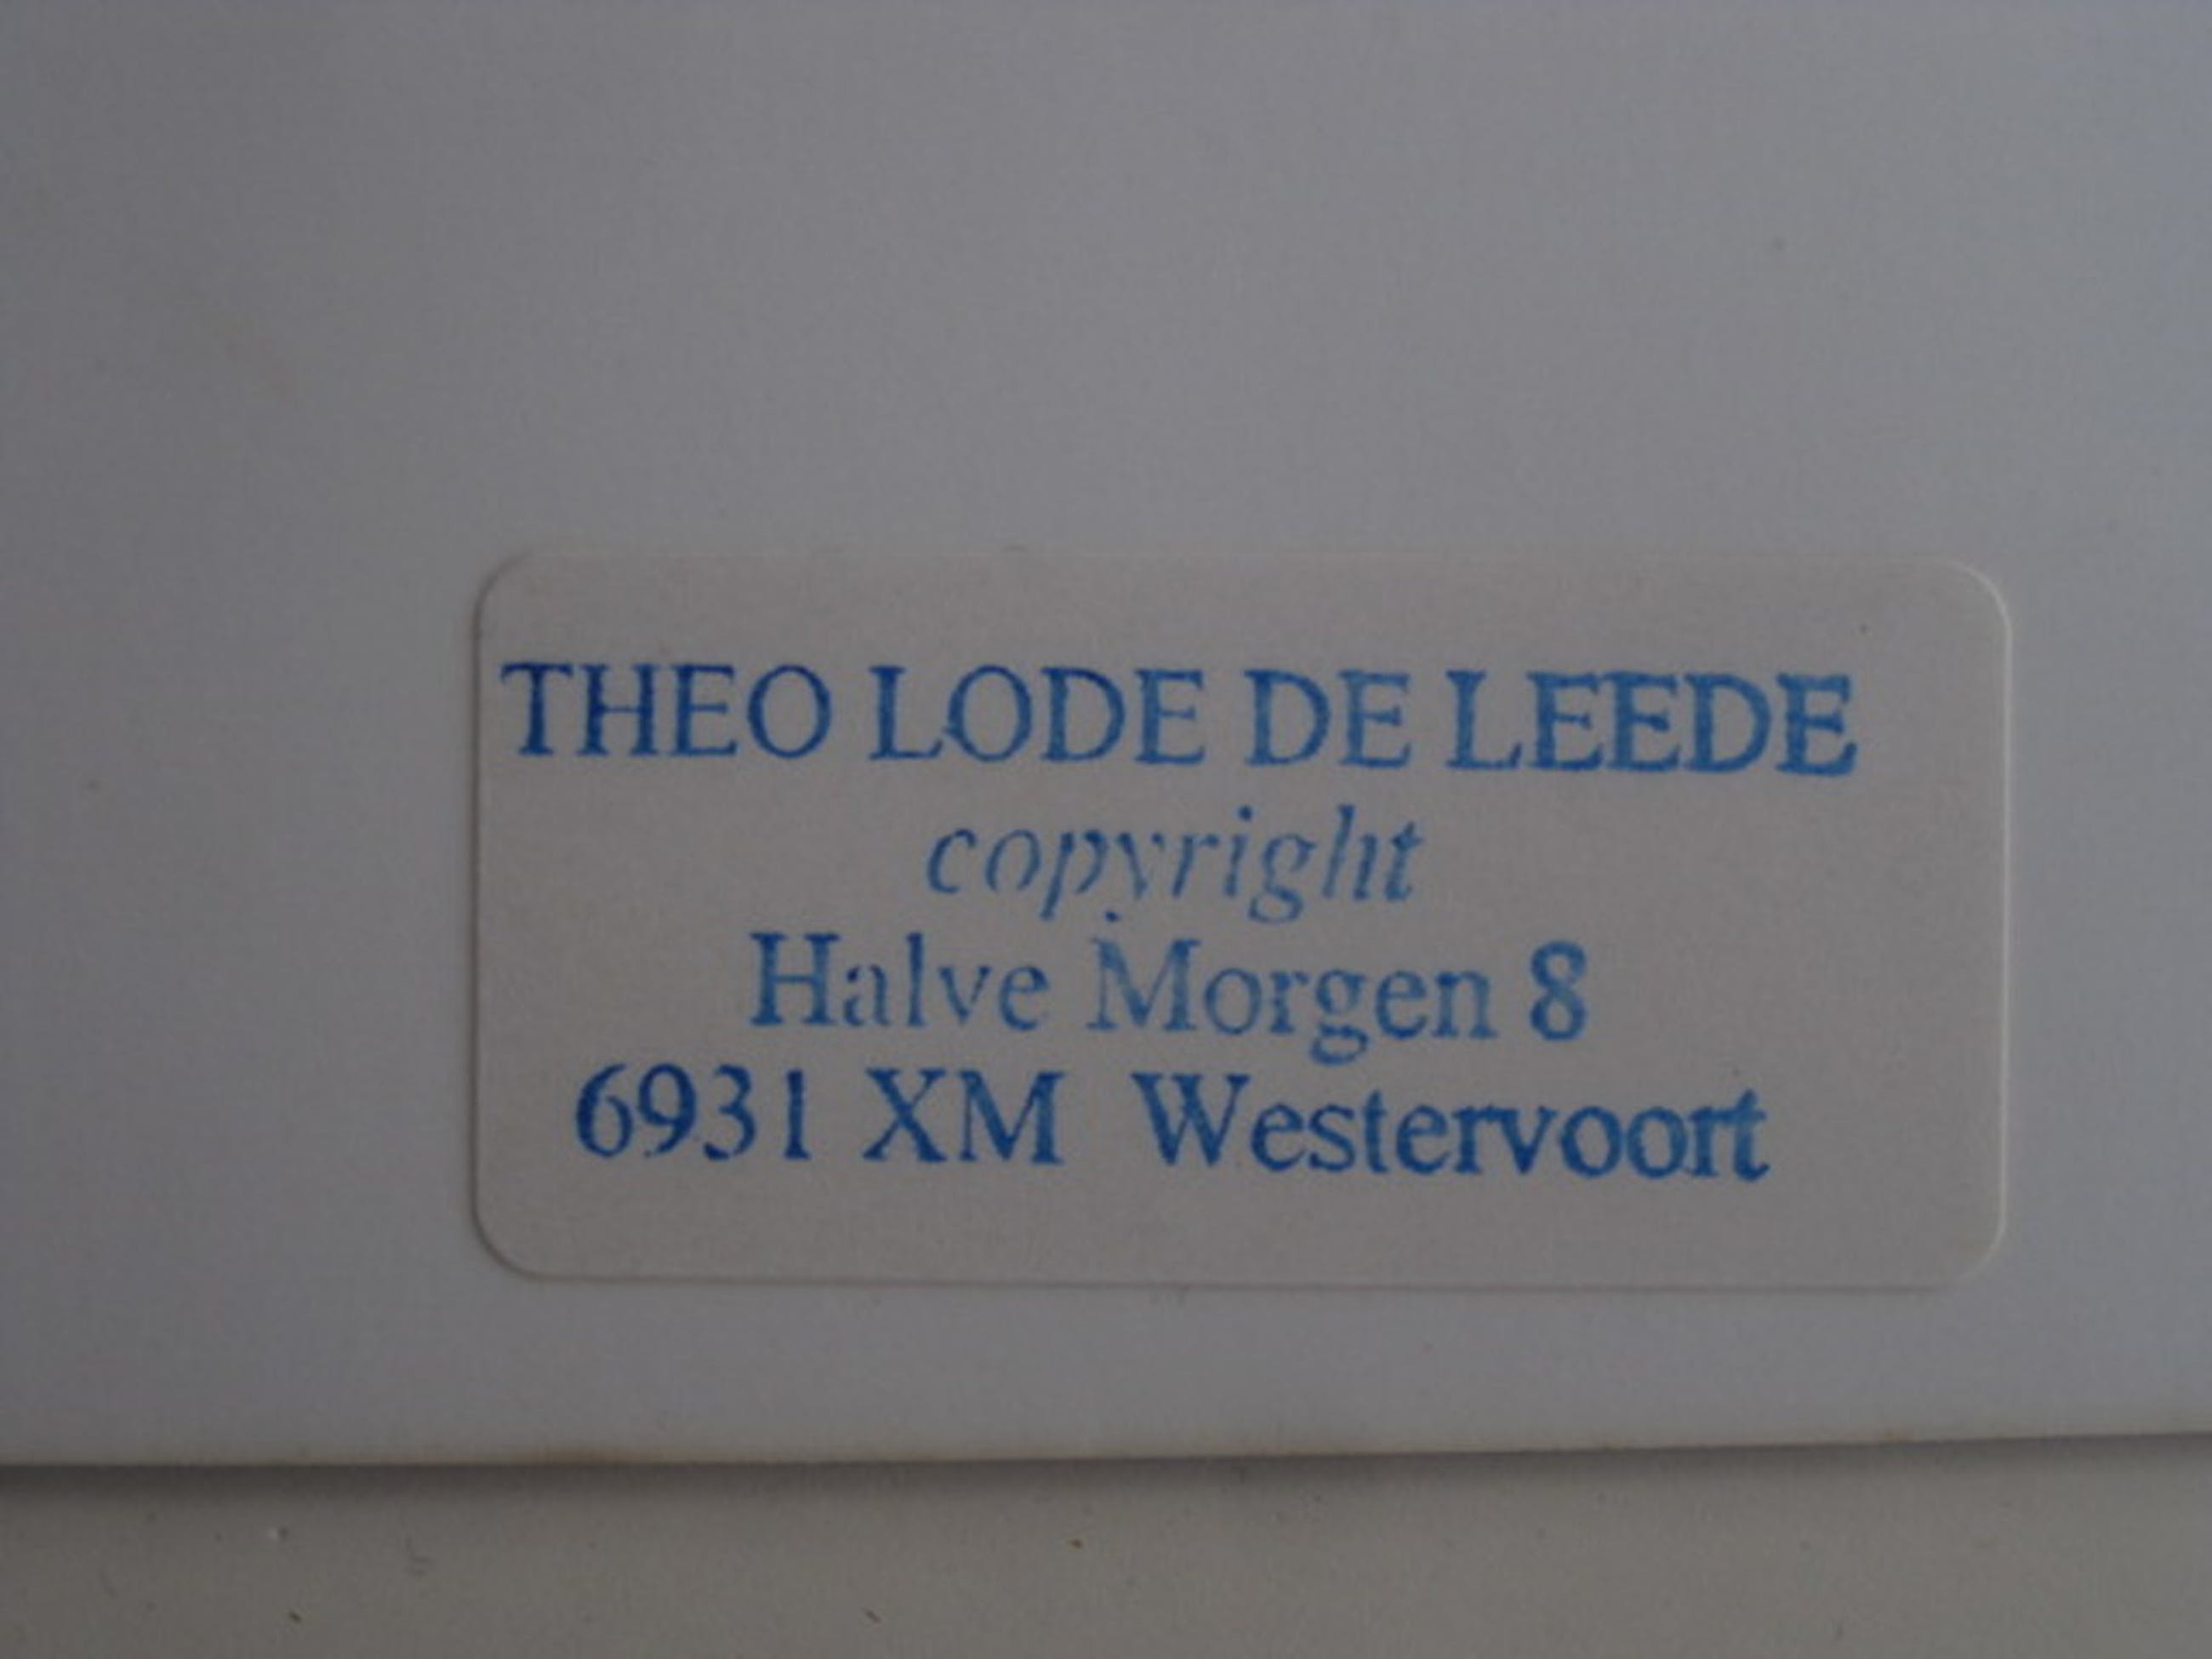 THEO LODE DE LEEDE
copyright
Halve Morgen 8
6931 XM Westervoort